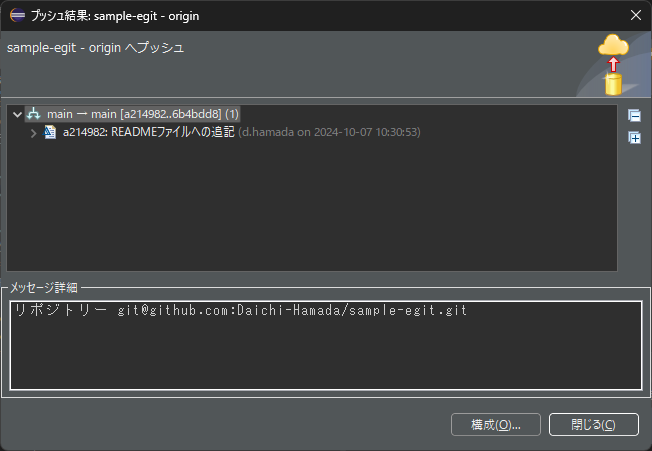 プッシュ結果: sample-egit - origin
sample-egit - origin へプッシュ
main → main [a214982..6b4bdd8] (1)
a214982: READMEファイルへの追記 (d.hamada on 2024-10-07 10:30:53)
メッセージ詳細
リポジトリー git@github.com:Daichi-Hamada/sample-egit.git
構成(O)... 閉じる(C)